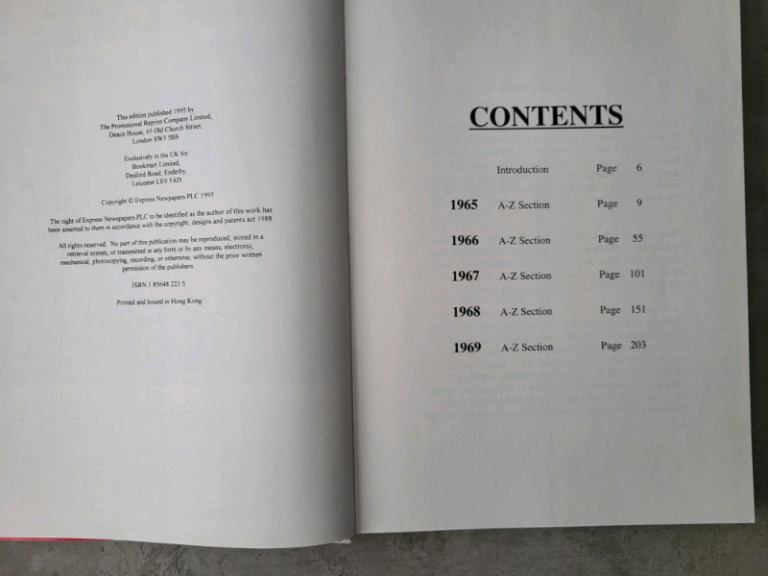 This edition published 1995 by
The Promotional Reprint Company Limited,
Deacon House, 65 Old Church Street,
London SW3 5BS
Exclusively in the UK for
Bookmart Limited,
Desford Road, Enderby,
Leicester LE9 5AD
Copyright © Express Newspapers PLC 1995
The right of Express Newspapers PLC to be identified as the author of this work has
been asserted to them in accordance with the copyright, designs and patents act 1988
All rights reserved. No part of this publication may be reproduced, stored in a
retrieval system, or transmitted in any form or by any means, electronic,
mechanical, photocopying, recording, or otherwise, without the prior written
permission of the publishers
ISBN 1 85648 223 5
Printed and bound in Hong Kong
CONTENTS
Introduction Page 6
1965 A-Z Section Page 9
1966 A-Z Section Page 55
1967 A-Z Section Page 101
1968 A-Z Section Page 151
1969 A-Z Section Page 203